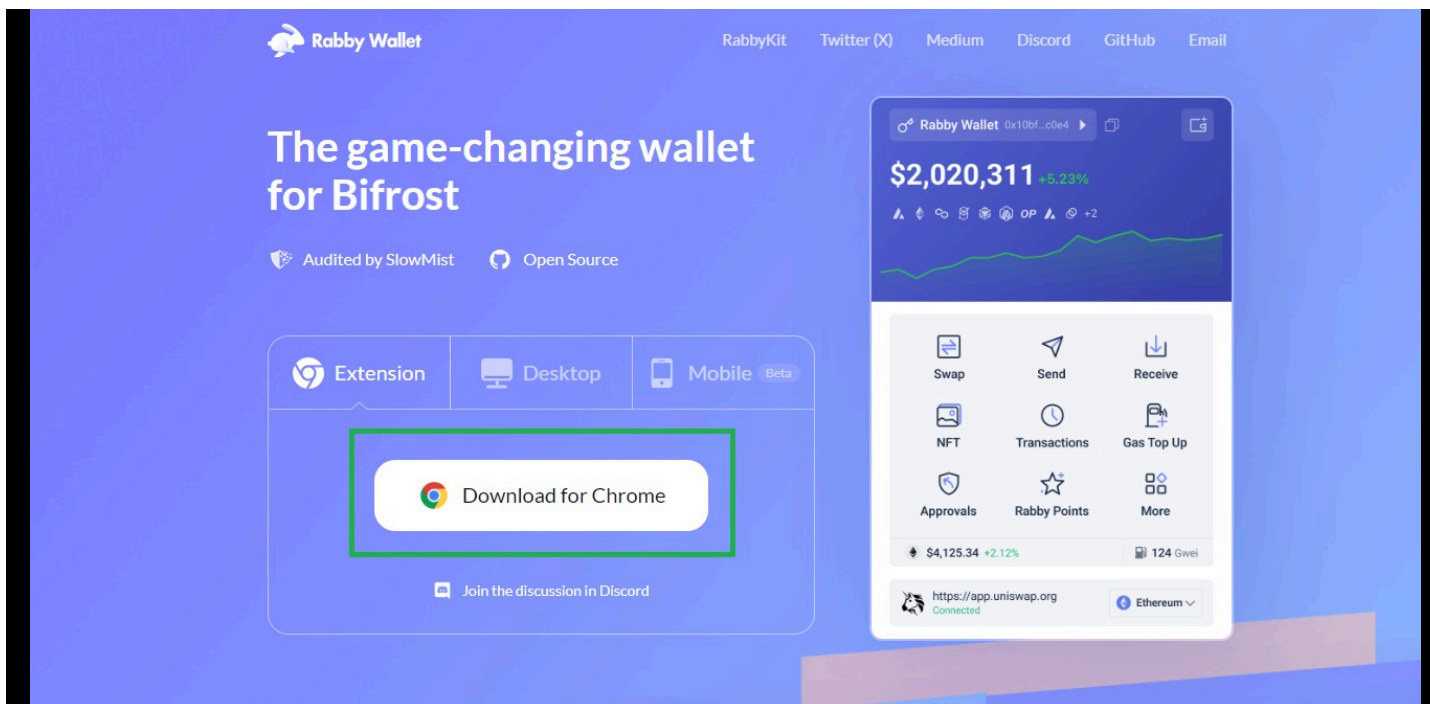 Rabby Wallet
RabbyKit Twitter (X) Medium Discord GitHub Email
The game-changing wallet
for Bifrost
Audited by SlowMist Open Source
Extension Desktop Mobile Beta
Download for Chrome
Join the discussion in Discord
Rabby Wallet 0x10bf...c0e4
$2,020,311 +5.23%
OP +2
Swap Send Receive
NFT Transactions Gas Top Up
Approvals Rabby Points More
$4,125.34 +2.12% 124 Gwei
https://app.uniswap.org
Connected
Ethereum